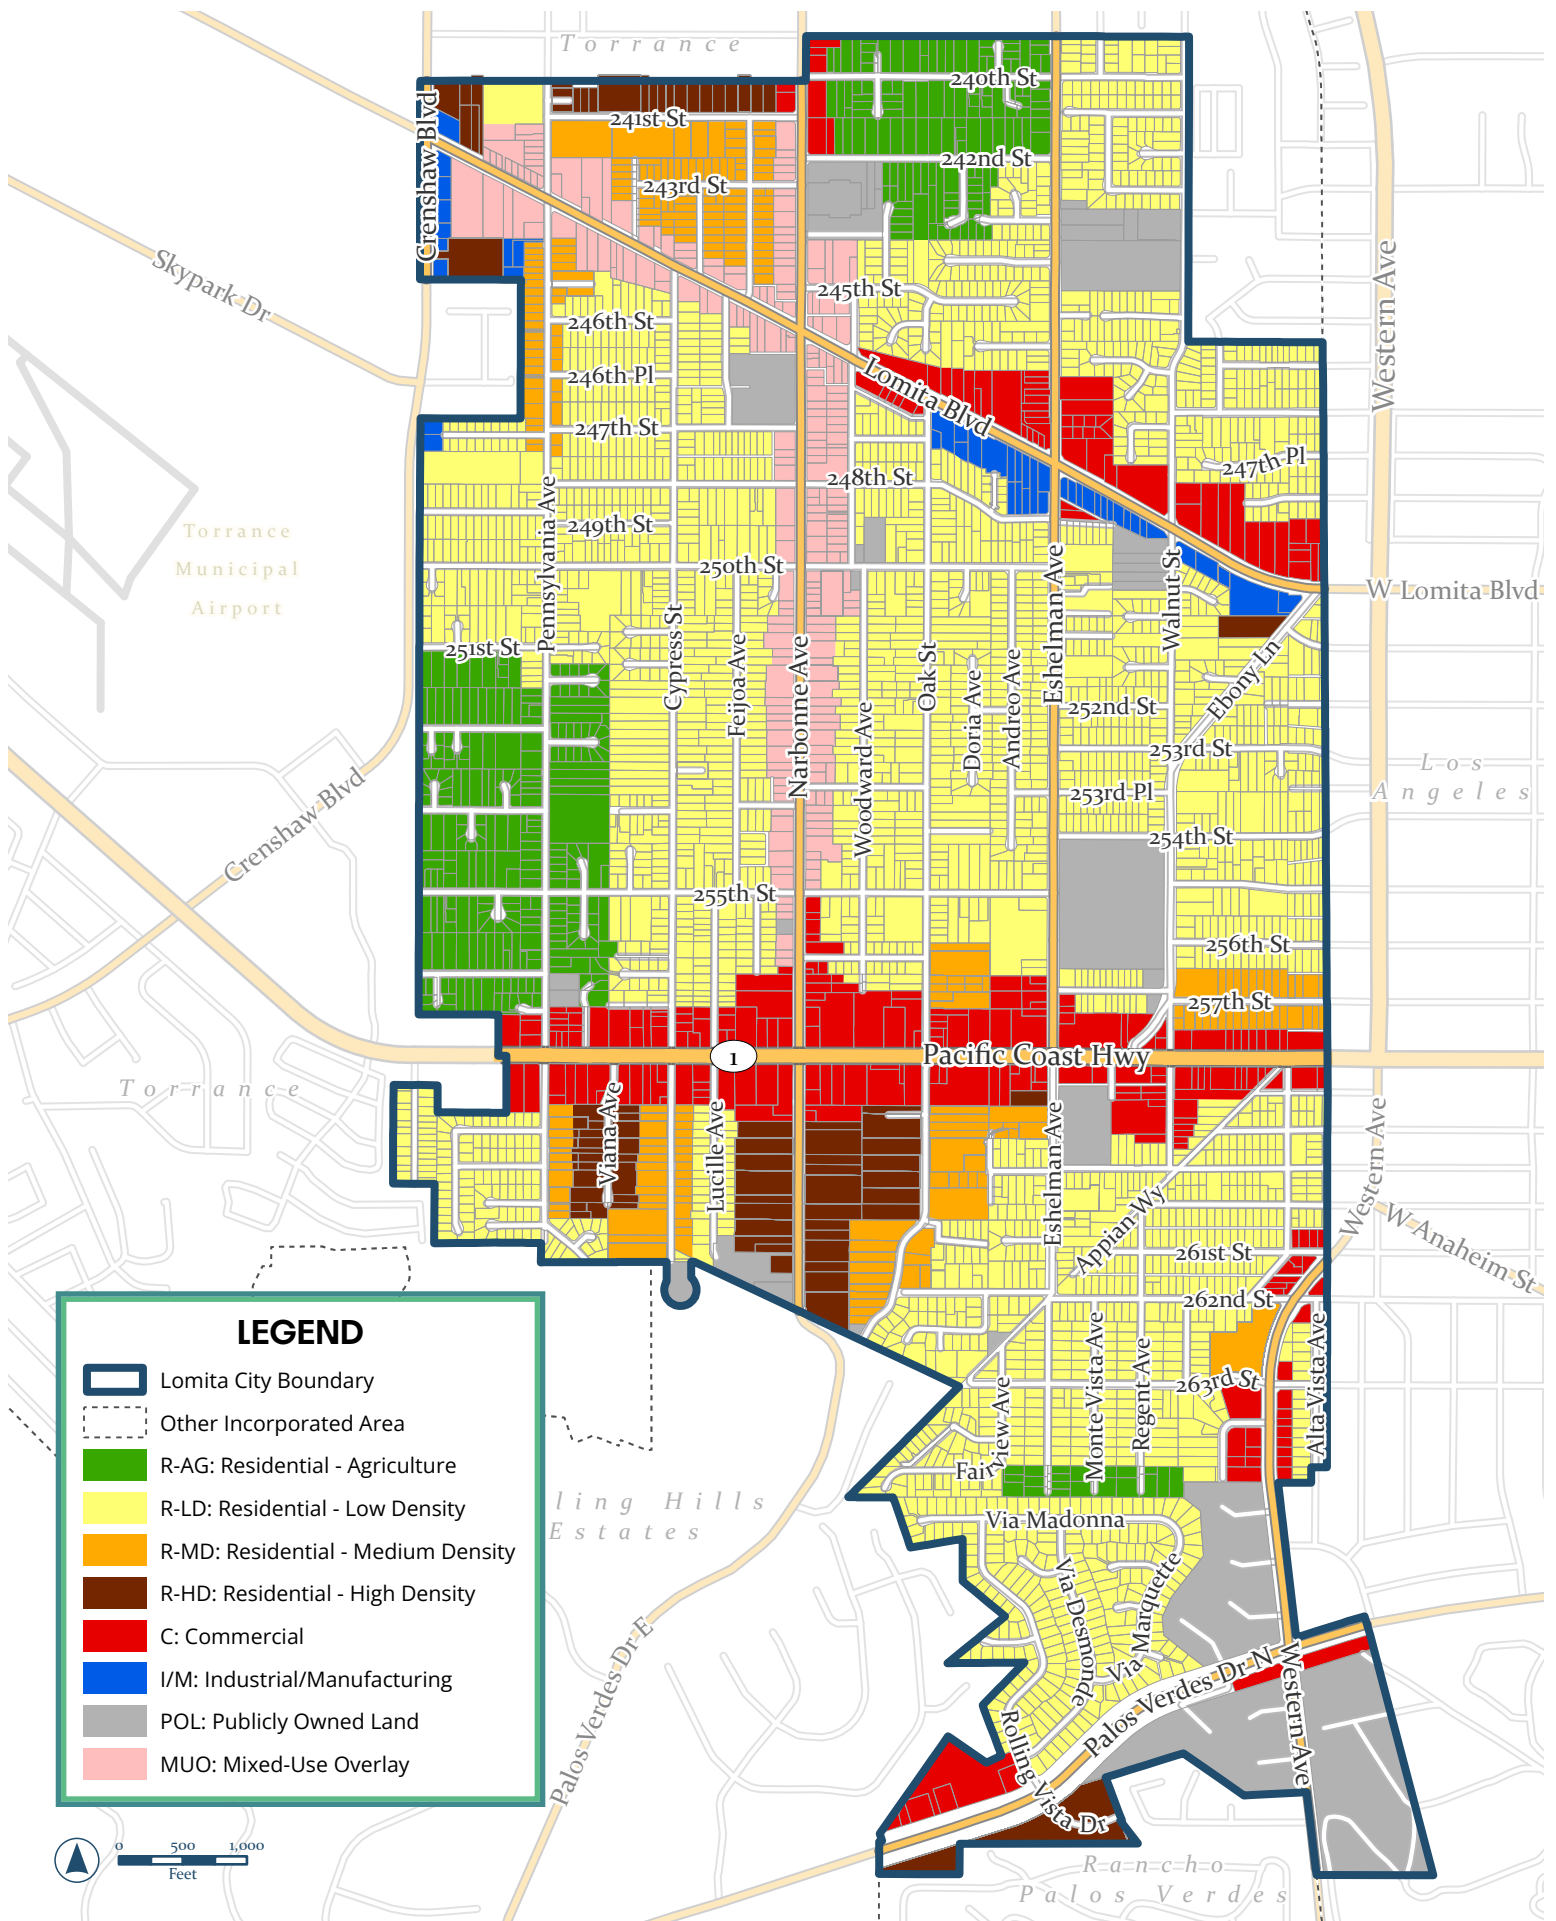 Torrance
240th St
241st St
242nd St
243rd St
Crenshaw Blvd
Skypark Dr
Western Ave
245th St
246th St
246th Pl
247th St
Lomita Blvd
247th Pl
248th St
249th St
250th St
Pennsylvania Ave
Torrance
Municipal
Airport
Eshelman Ave
Walnut St
W Lomita Blvd
251st St
Cypress St
Feijoa Ave
Narbonne Ave
Woodward Ave
Oak St
Doria Ave
Andreo Ave
Ebony Ln
252nd St
253rd St
253rd Pl
254th St
Los
Angeles
Crenshaw Blvd
255th St
256th St
257th St
1
Pacific Coast Hwy
Torrance
Viana Ave
Lucille Ave
Eshelman Ave
Western Ave
Appian Wy
W Anaheim St
261st St
262nd St
263rd St
Monte Vista Ave
Regent Ave
Alta Vista Ave
Fairview Ave
LEGEND
Lomita City Boundary
Other Incorporated Area
R-AG: Residential - Agriculture
R-LD: Residential - Low Density
R-MD: Residential - Medium Density
R-HD: Residential - High Density
C: Commercial
I/M: Industrial/Manufacturing
POL: Publicly Owned Land
MUO: Mixed-Use Overlay
ling Hills
Estates
Via Madonna
Via Desmonde
Via Marquette
Palos Verdes Dr N
Western Ave
Palos Verdes Dr E
Rolling Vista Dr
Rancho
Palos Verdes
0 500 1,000
Feet